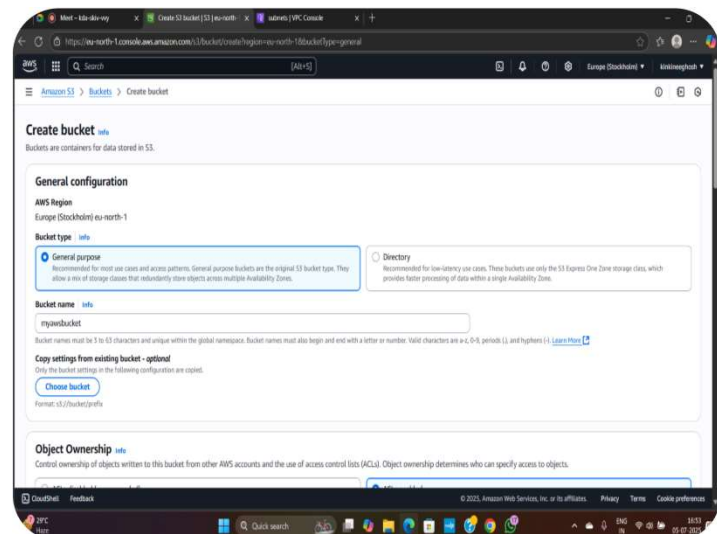 Meet – kda-skiv-wvy
Create S3 bucket | S3 | eu-north-1
subnets | VPC Console
https://eu-north-1.console.aws.amazon.com/s3/bucket/create?region=eu-north-1&bucketType=general
aws
Search
[Alt+S]
Europe (Stockholm)
kinkineeghosh
Amazon S3 > Buckets > Create bucket
Create bucket Info
Buckets are containers for data stored in S3.
General configuration
AWS Region
Europe (Stockholm) eu-north-1
Bucket type Info
General purpose
Recommended for most use cases and access patterns. General purpose buckets are the original S3 bucket type. They
allow a mix of storage classes that redundantly store objects across multiple Availability Zones.
Directory
Recommended for low-latency use cases. These buckets use only the S3 Express One Zone storage class, which
provides faster processing of data within a single Availability Zone.
Bucket name Info
myawsbucket
Bucket names must be 3 to 63 characters and unique within the global namespace. Bucket names must also begin and end with a letter or number. Valid characters are a-z, 0-9, periods (.), and hyphens (-). Learn More
Copy settings from existing bucket - optional
Only the bucket settings in the following configuration are copied.
Choose bucket
Format: s3://bucket/prefix
Object Ownership Info
Control ownership of objects written to this bucket from other AWS accounts and the use of access control lists (ACLs). Object ownership determines who can specify access to objects.
CloudShell
Feedback
© 2025, Amazon Web Services, Inc. or its affiliates.
Privacy
Terms
Cookie preferences
29°C
Haze
Quick search
ENG
IN
16:53
05-07-2025